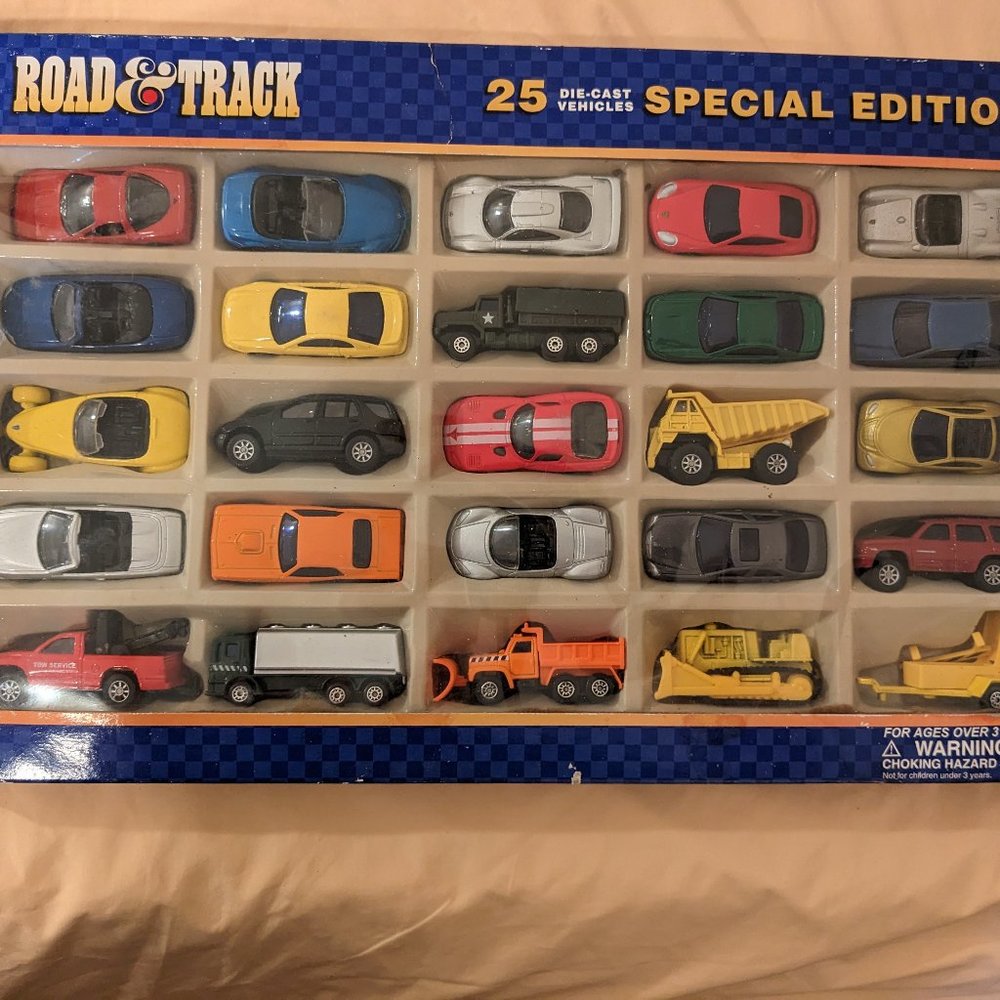 ROAD & TRACK
25 DIE-CAST VEHICLES SPECIAL EDITIO
TOW SERVICE
FOR AGES OVER 3
⚠ WARNING
CHOKING HAZARD
Not for children under 3 years.